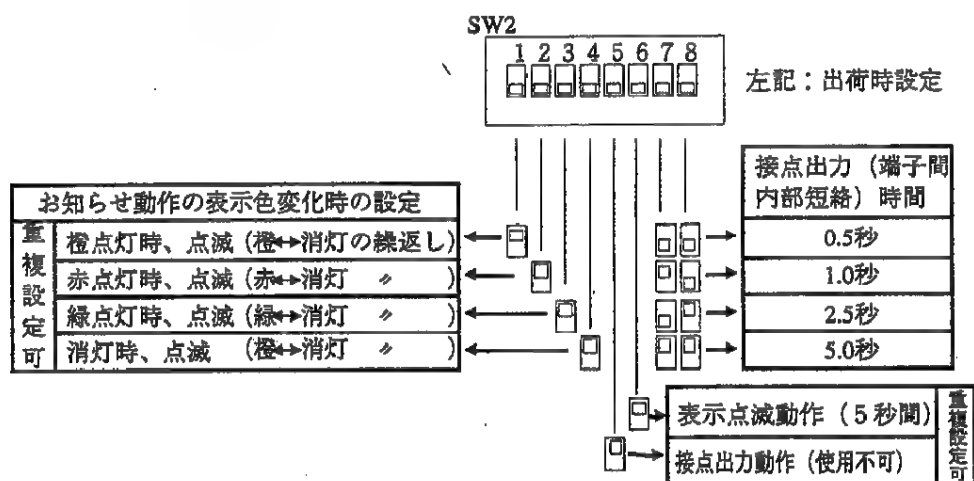 SW2
1 2 3 4 5 6 7 8
左記：出荷時設定
お知らせ動作の表示色変化時の設定
重複設定可
橙点灯時、点滅（橙↔消灯の繰返し）
赤点灯時、点滅（赤↔消灯 〃 ）
緑点灯時、点滅（緑↔消灯 〃 ）
消灯時、点滅 （橙↔消灯 〃 ）
接点出力（端子間
内部短絡）時間
0.5秒
1.0秒
2.5秒
5.0秒
表示点滅動作（5秒間）
接点出力動作（使用不可）
重複設定可